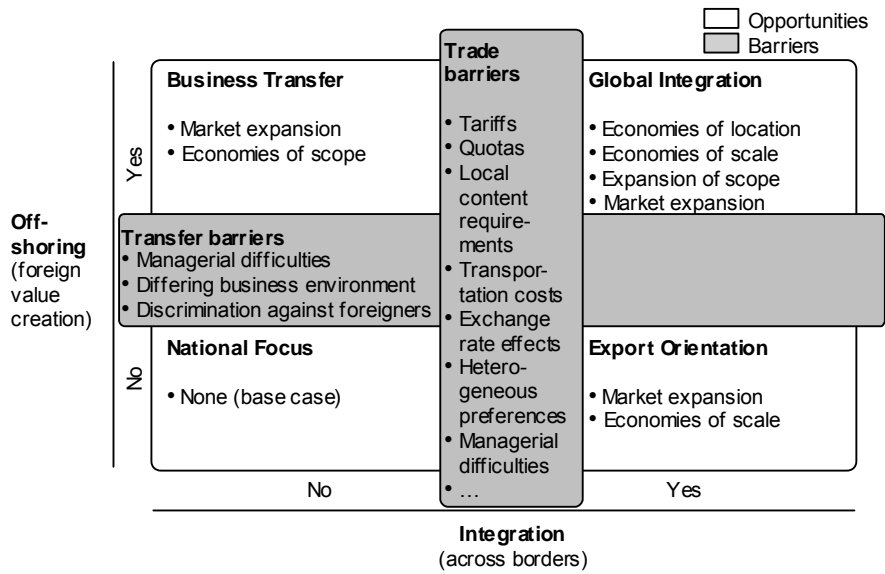 Opportunities
Barriers
Business Transfer
• Market expansion
• Economies of scope
Trade
barriers
• Tariffs
• Quotas
• Local
content
require-
ments
• Transpor-
tation costs
• Exchange
rate effects
• Hetero-
geneous
preferences
• Managerial
difficulties
• …
Global Integration
• Economies of location
• Economies of scale
• Expansion of scope
• Market expansion
Yes
Off-
shoring
(foreign
value
creation)
Transfer barriers
• Managerial difficulties
• Differing business environment
• Discrimination against foreigners
No
National Focus
• None (base case)
Export Orientation
• Market expansion
• Economies of scale
No
Yes
Integration
(across borders)